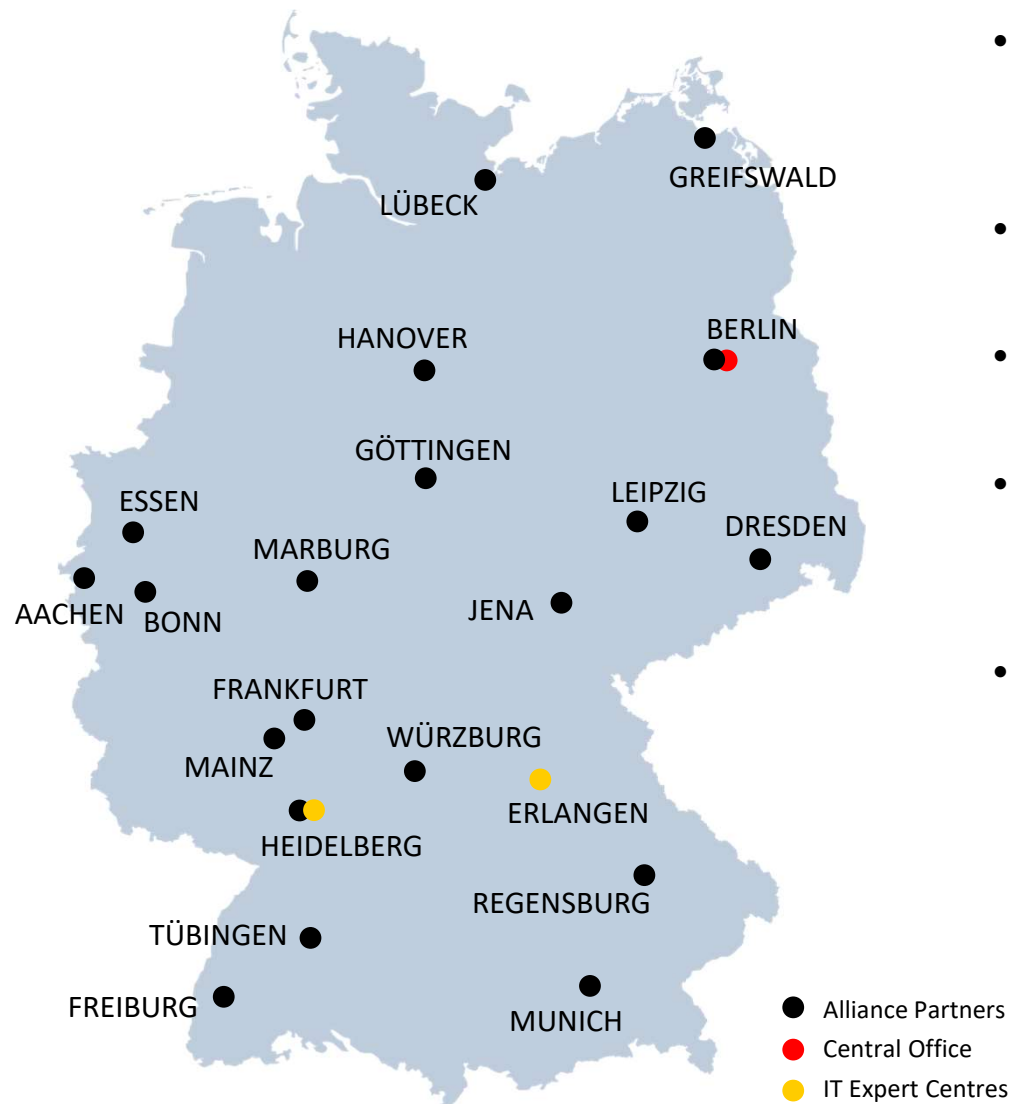 GREIFSWALD
LÜBECK
BERLIN
HANOVER
GÖTTINGEN
LEIPZIG
ESSEN
DRESDEN
MARBURG
AACHEN
BONN
JENA
FRANKFURT
WÜRZBURG
MAINZ
ERLANGEN
HEIDELBERG
REGENSBURG
TÜBINGEN
FREIBURG
MUNICH
Alliance Partners
Central Office
IT Expert Centres